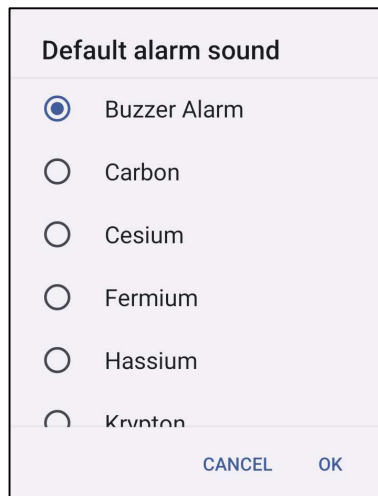 Default alarm sound
Buzzer Alarm
Carbon
Cesium
Fermium
Hassium
Krypton
CANCEL OK